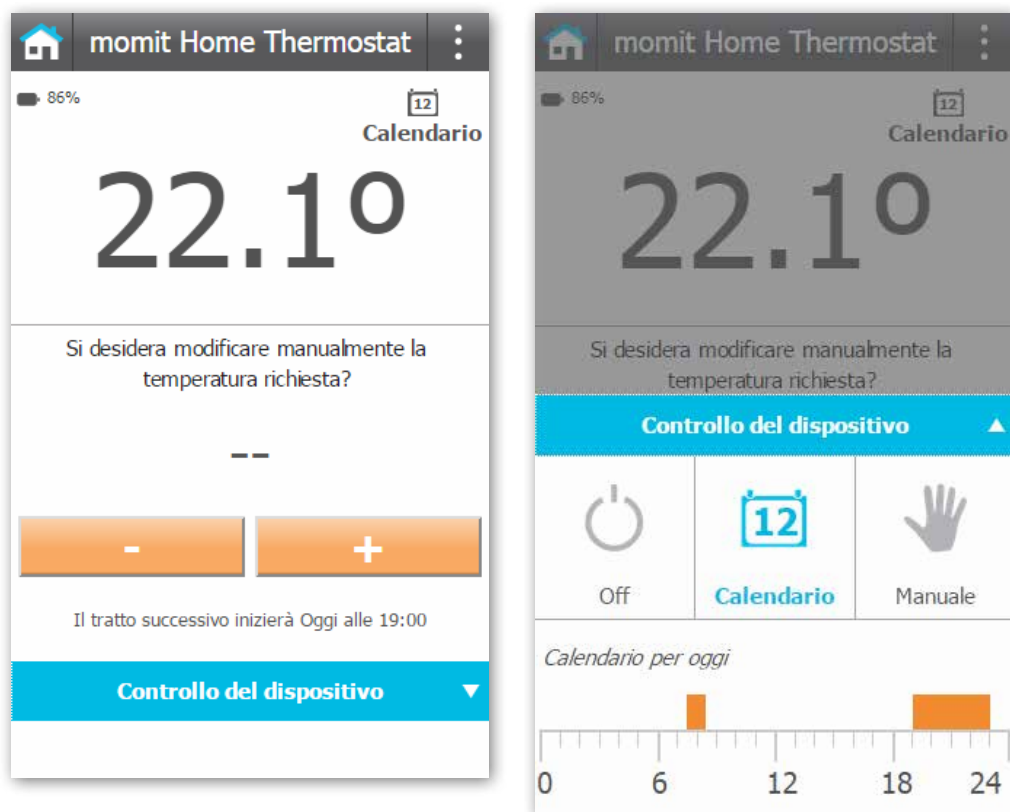 momit Home Thermostat
86%
12
Calendario
22.1º
Si desidera modificare manualmente la
temperatura richiesta?
--
- +
Il tratto successivo inizierà Oggi alle 19:00
Controllo del dispositivo
momit Home Thermostat
86%
12
Calendario
22.1º
Si desidera modificare manualmente la
temperatura richiesta?
Controllo del dispositivo
12
Off Calendario Manuale
Calendario per oggi
0 6 12 18 24